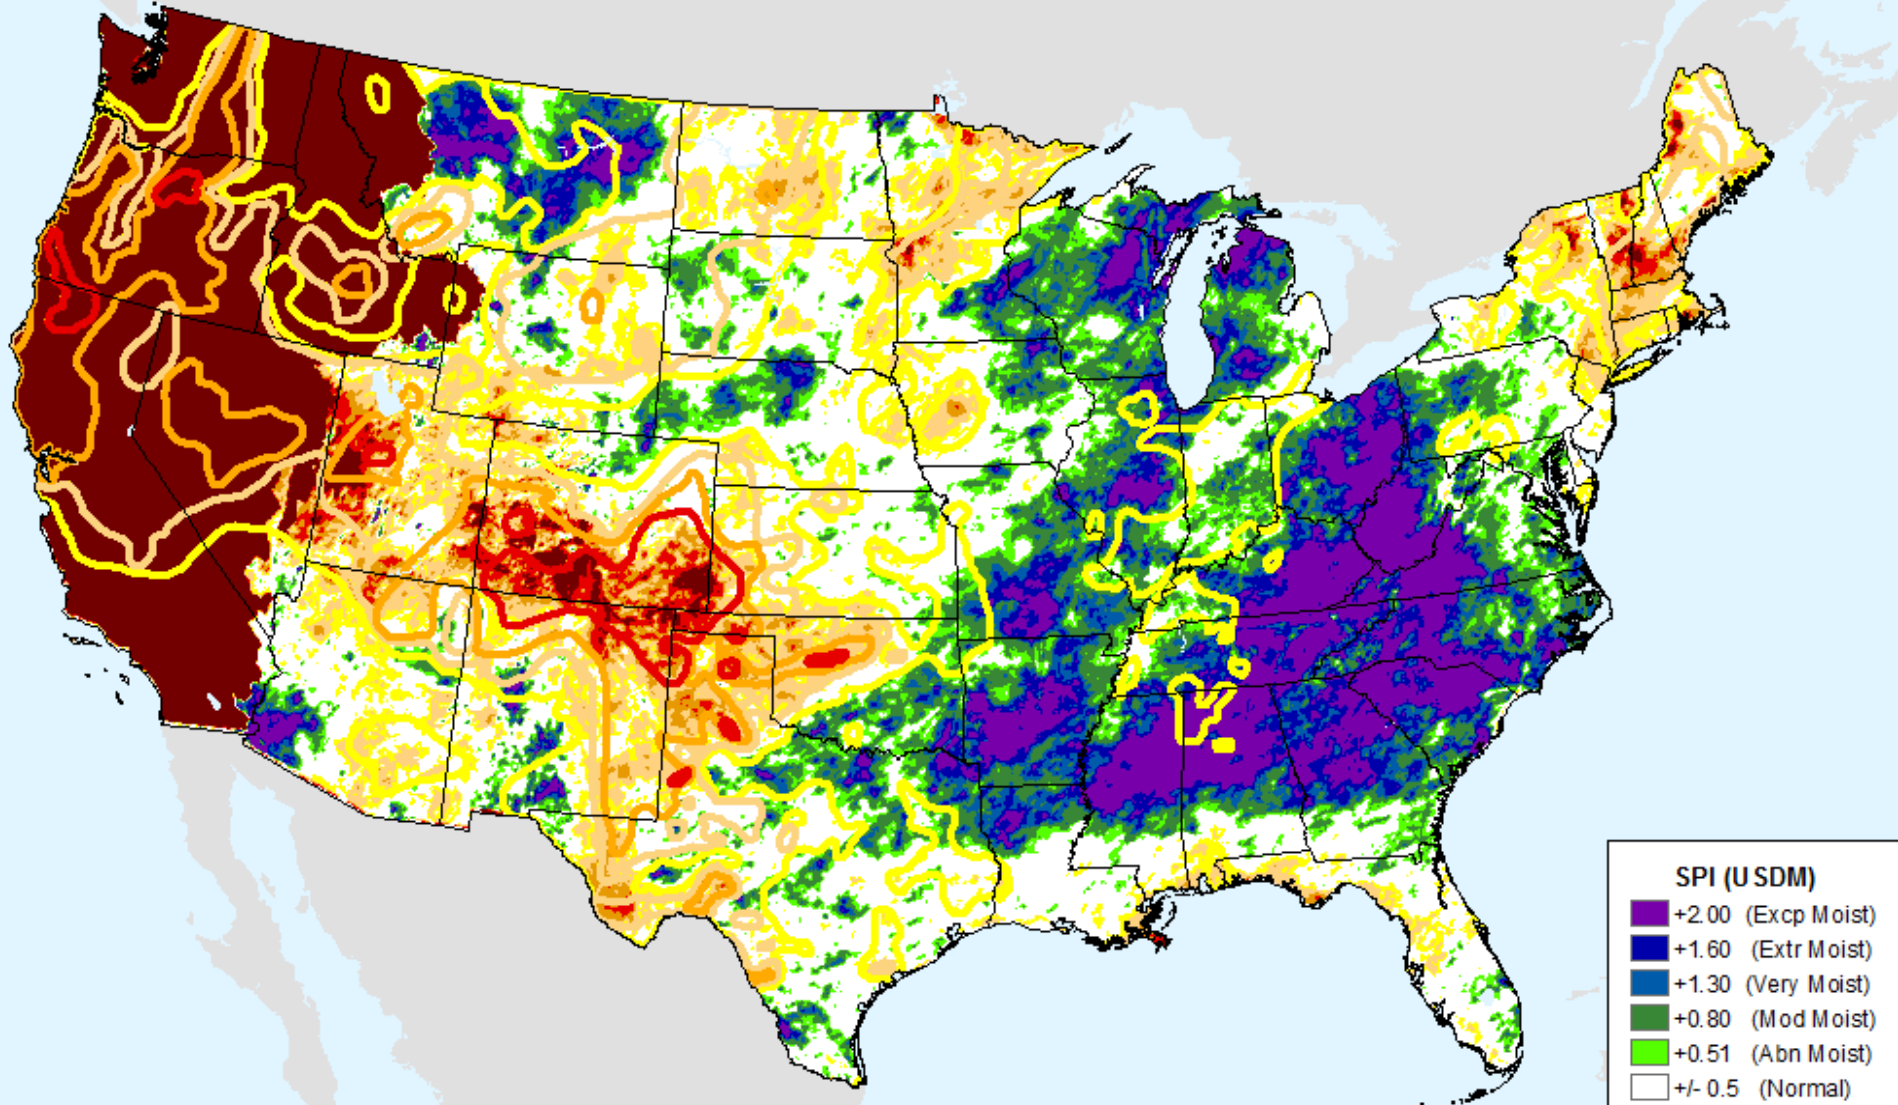 SPI (USDM)
+2.00 (Excp Moist)
+1.60 (Extr Moist)
+1.30 (Very Moist)
+0.80 (Mod Moist)
+0.51 (Abn Moist)
+/- 0.5 (Normal)